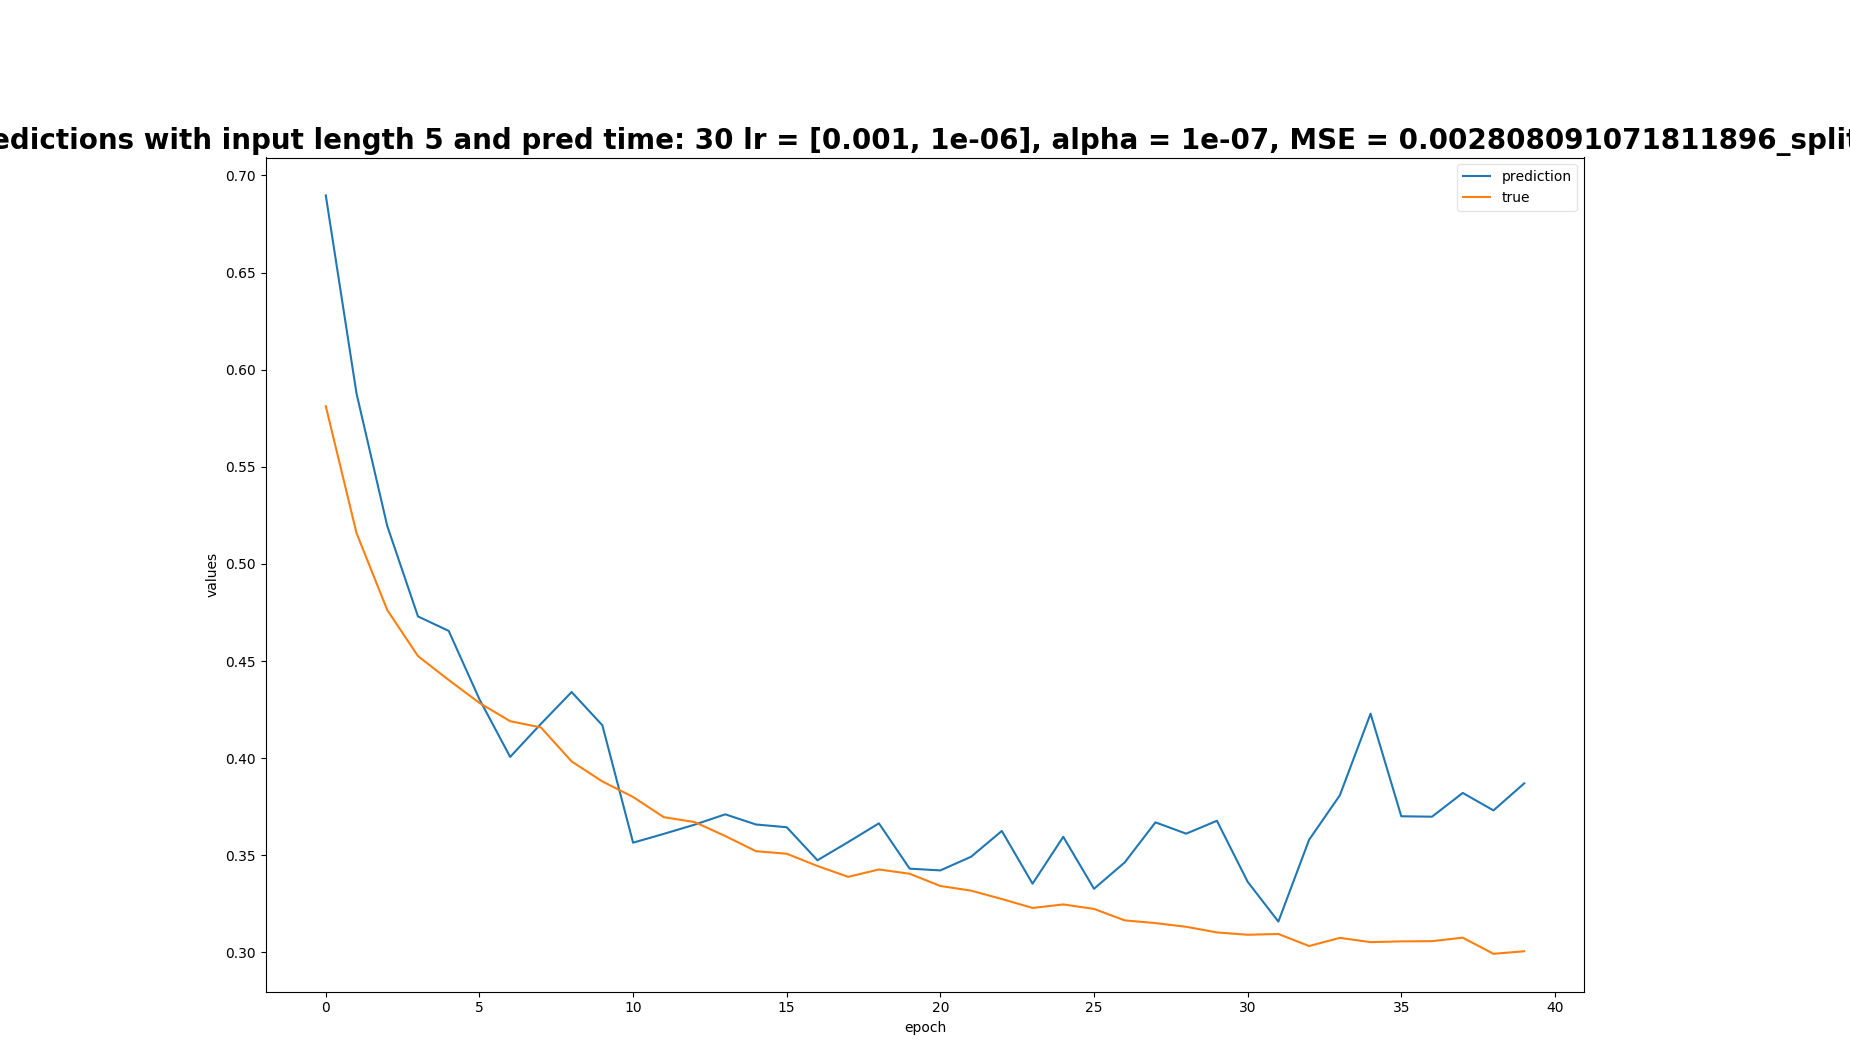 edictions with input length 5 and pred time: 30 lr = [0.001, 1e-06], alpha = 1e-07, MSE = 0.002808091071811896_split
prediction
true
0.70
0.65
0.60
0.55
0.50
0.45
0.40
0.35
0.30
values
0 5 10 15 20 25 30 35 40
epoch